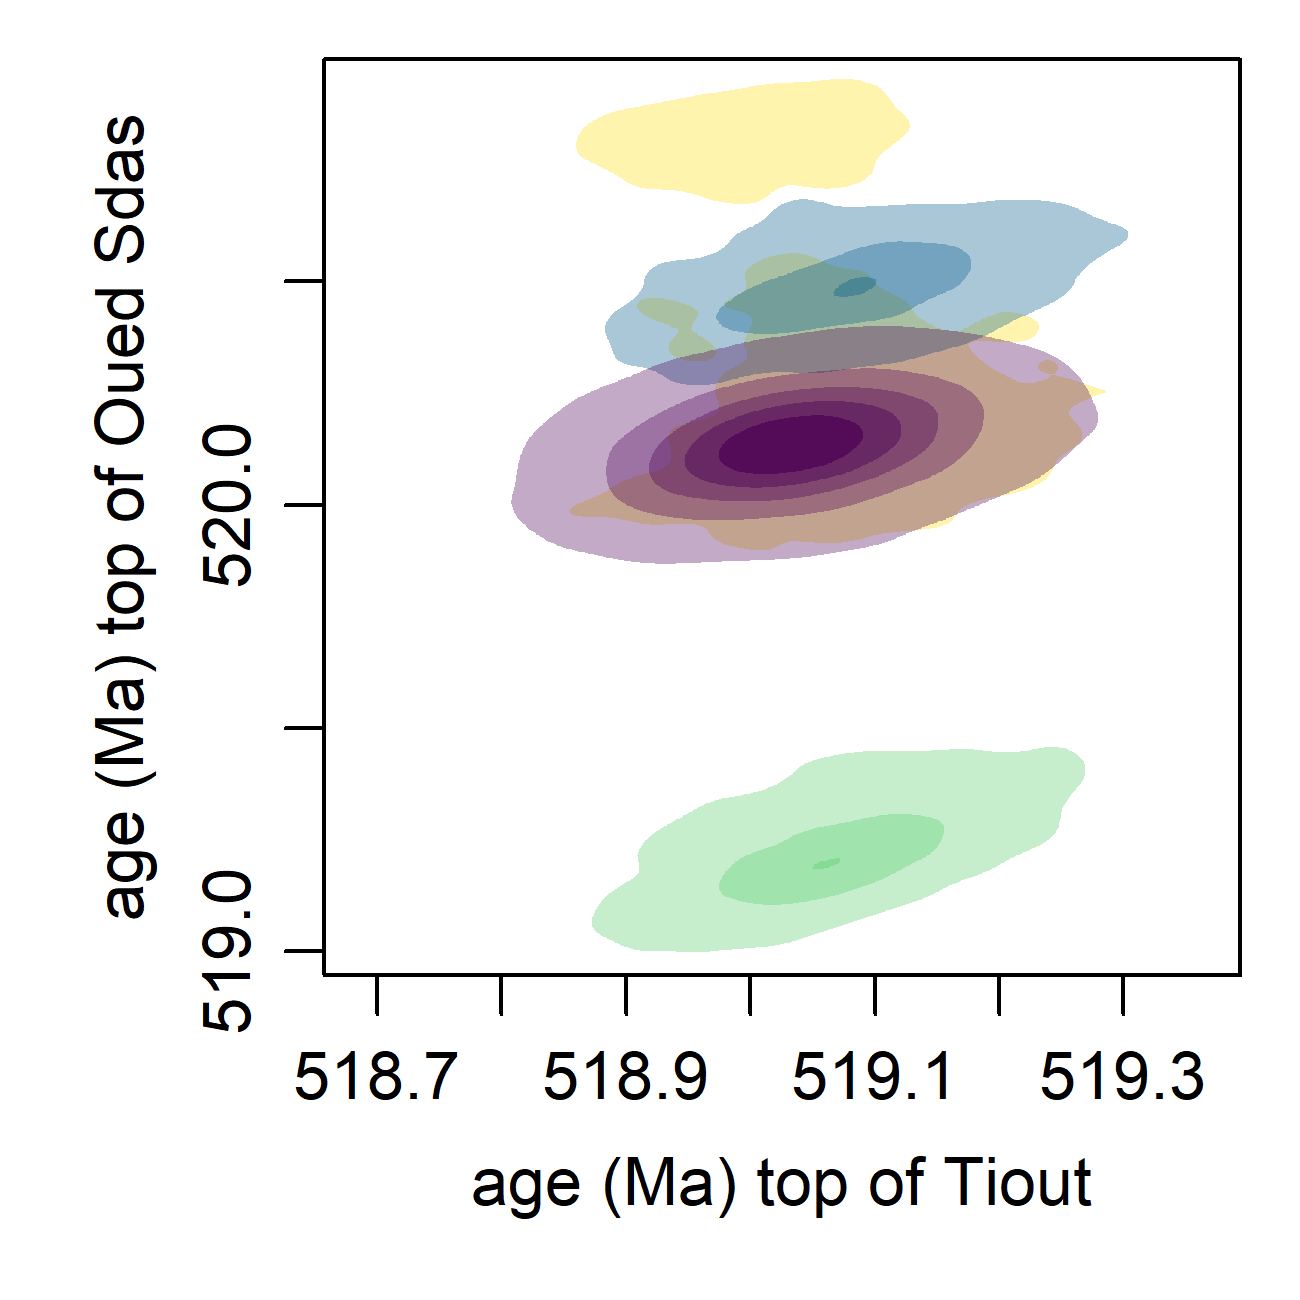 age (Ma) top of Oued Sdas
520.0
519.0
518.7 518.9 519.1 519.3
age (Ma) top of Tiout